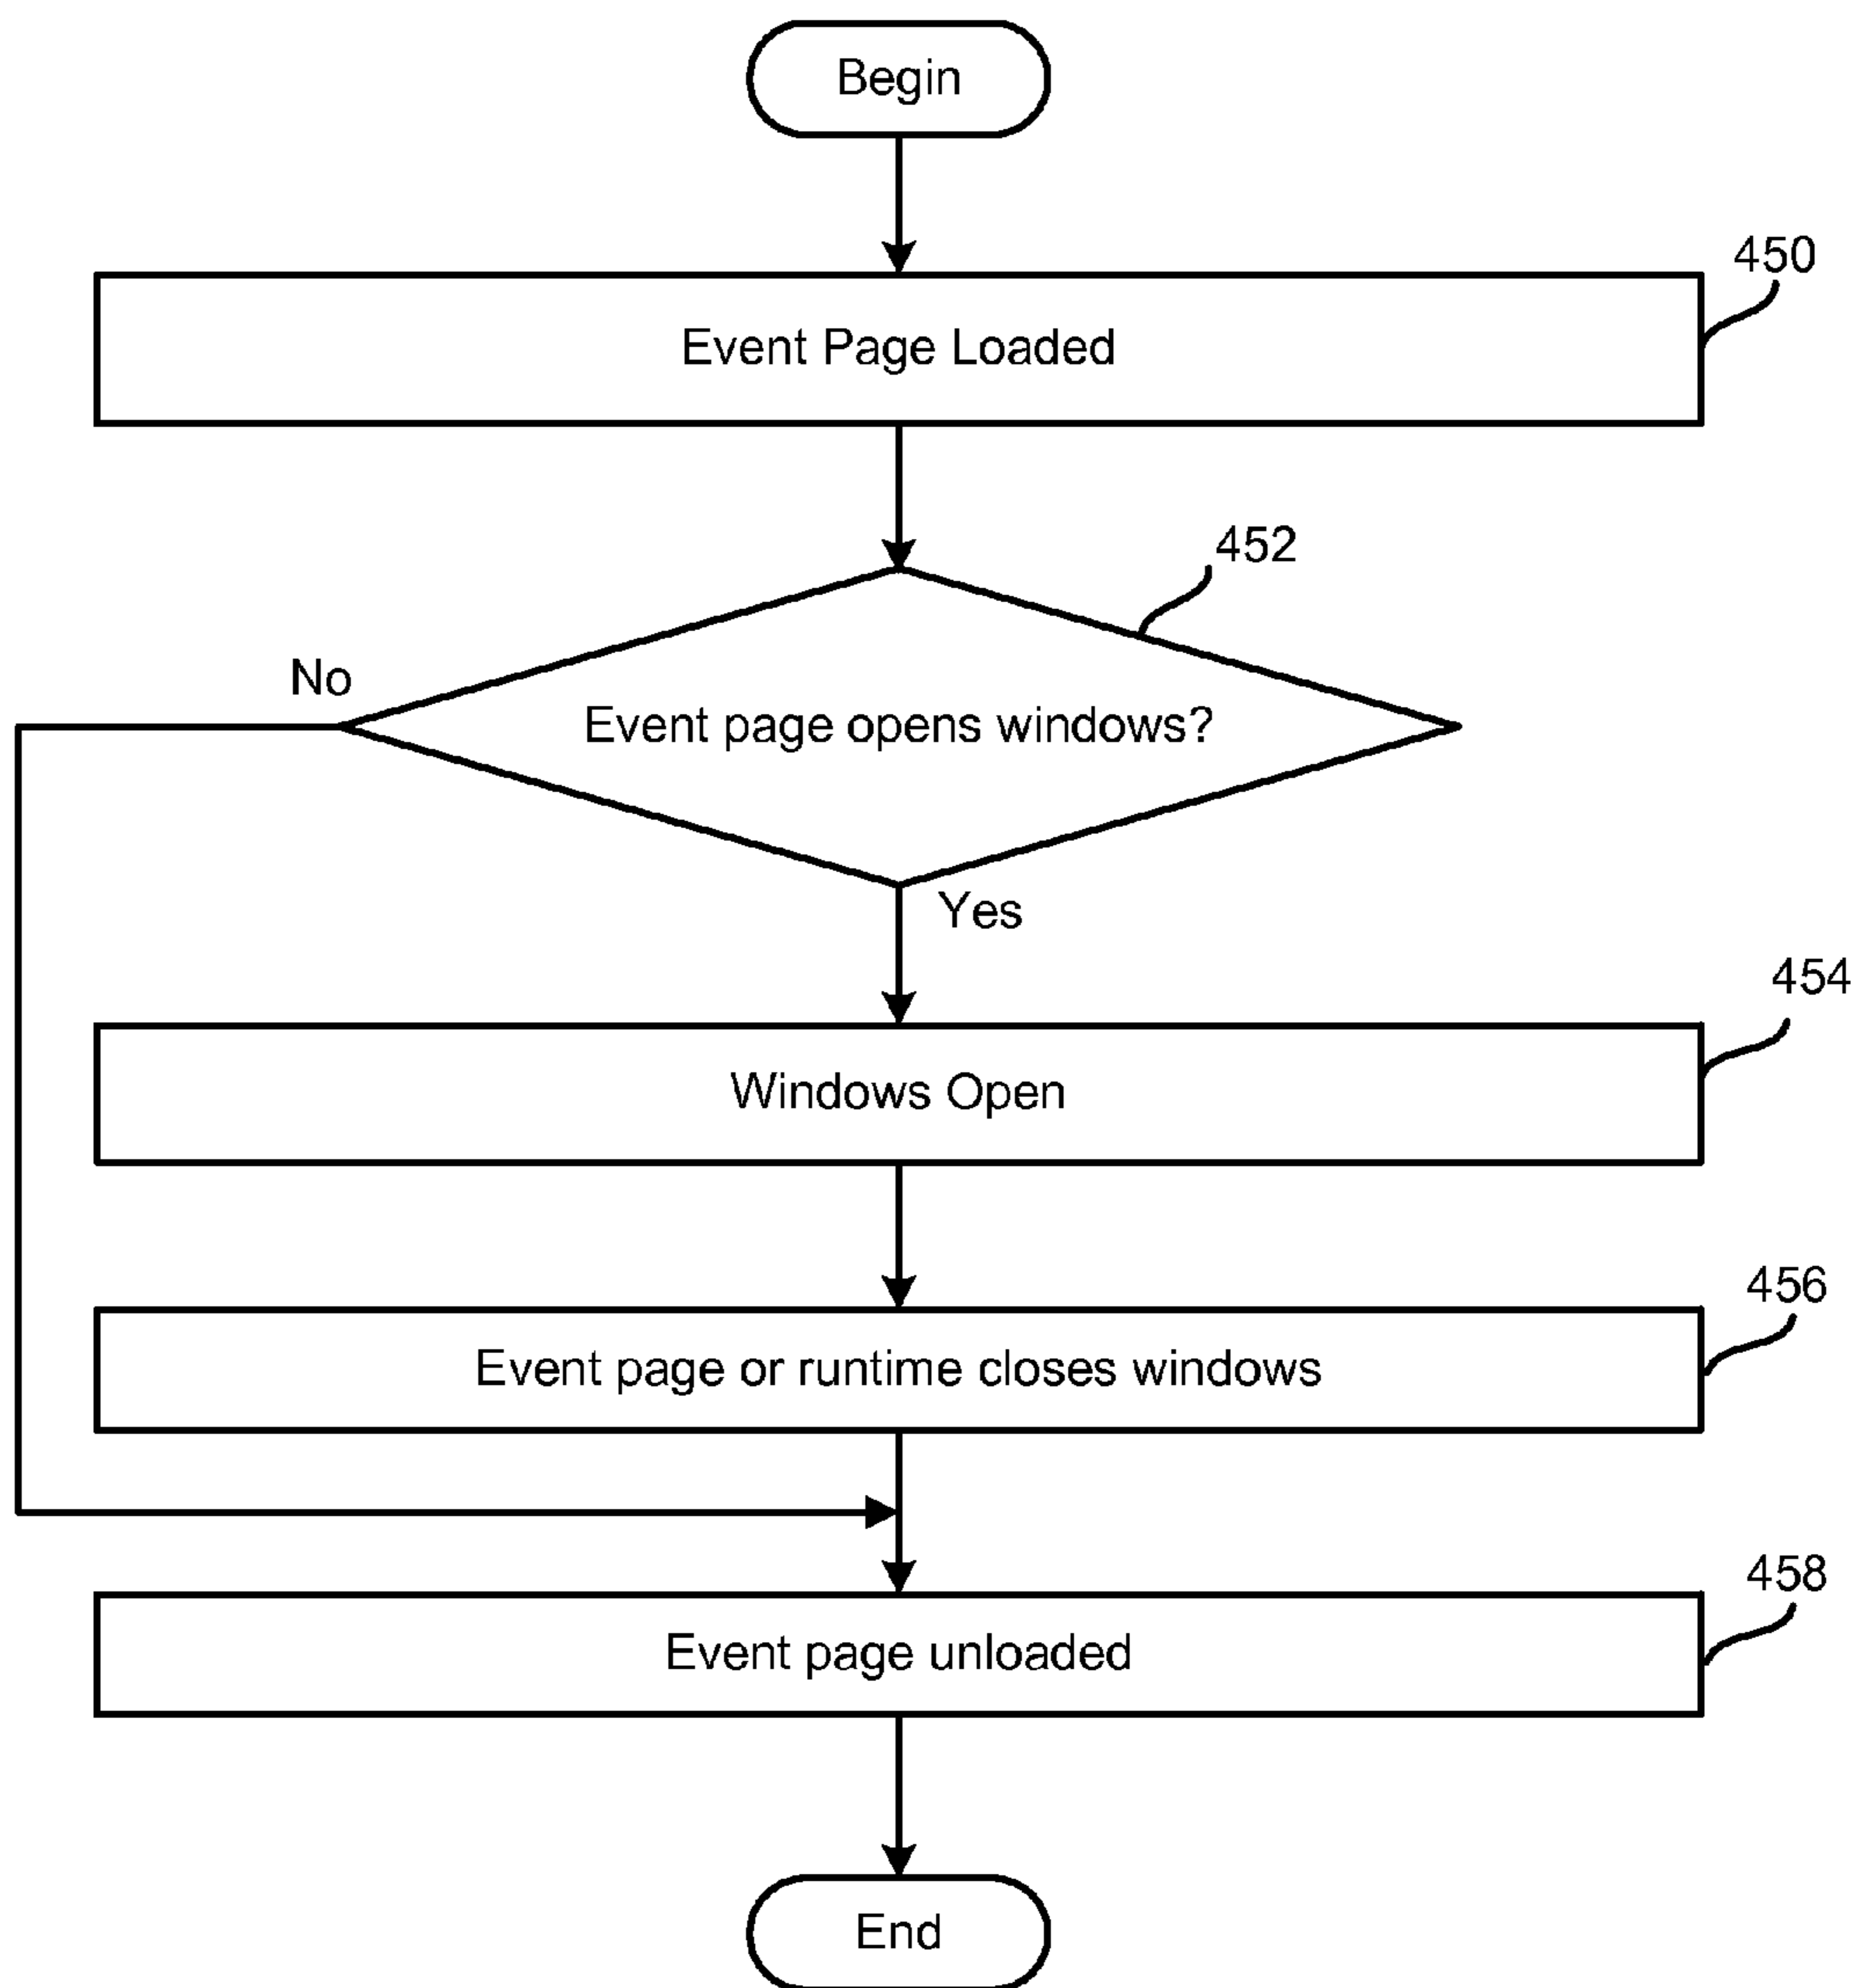 Begin
450
Event Page Loaded
452
No
Event page opens windows?
Yes
454
Windows Open
456
Event page or runtime closes windows
458
Event page unloaded
End